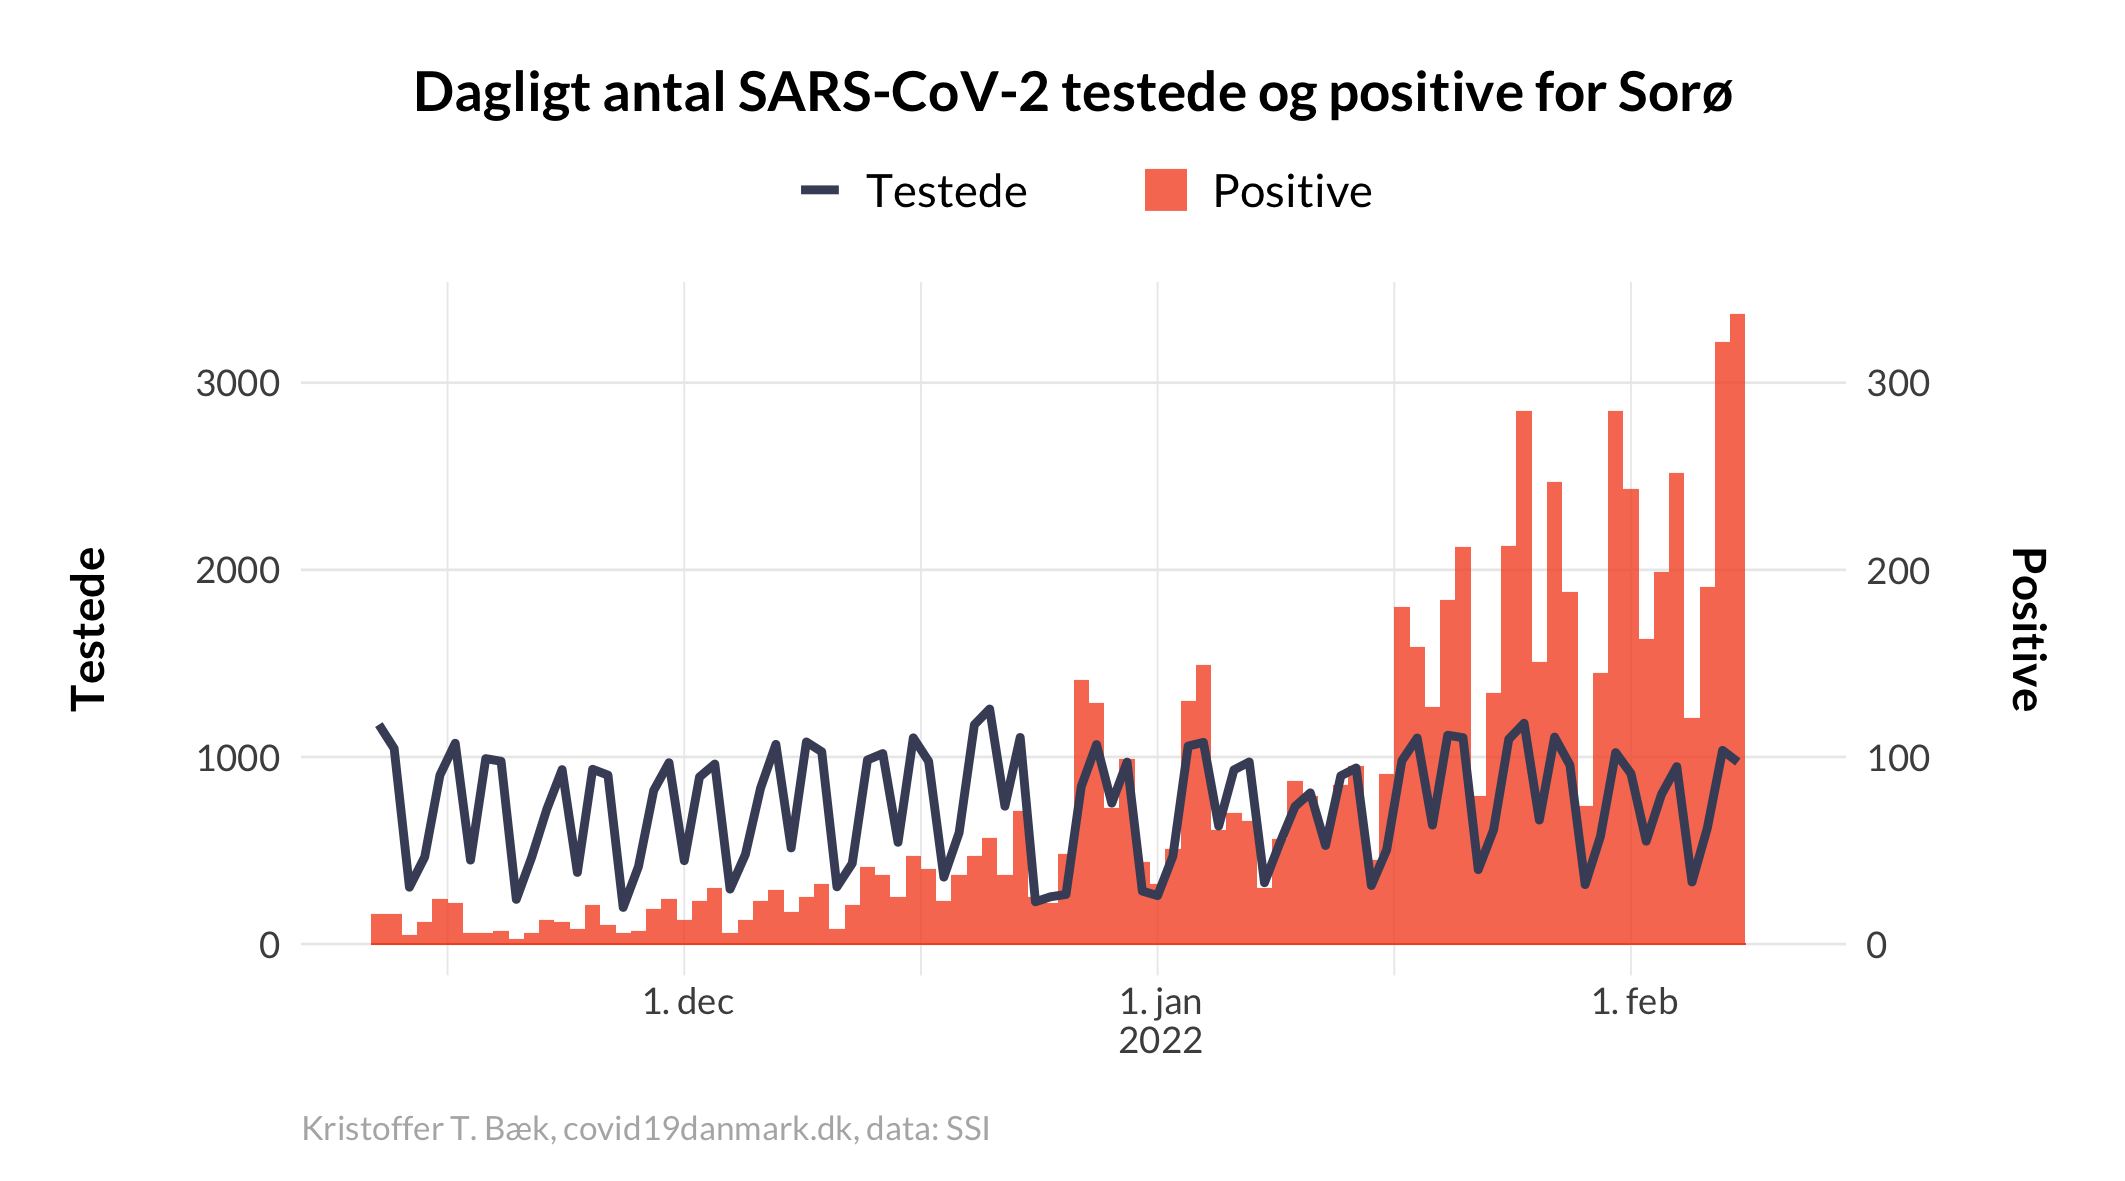 Dagligt antal SARS-CoV-2 testede og positive for Sorø
Testede
Positive
3000
2000
1000
0
300
200
100
0
Testede
Positive
1. dec
1. jan
2022
1. feb
Kristoffer T. Bæk, covid19danmark.dk, data: SSI